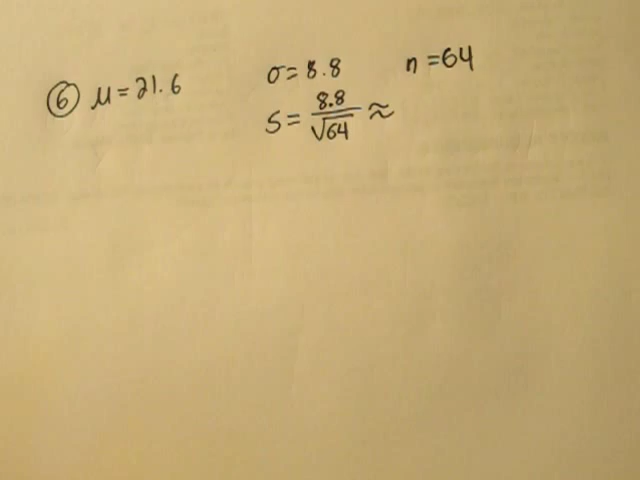 ⑥ μ = 21.6 σ = 8.8 n = 64
S = 8.8/√64 ≈